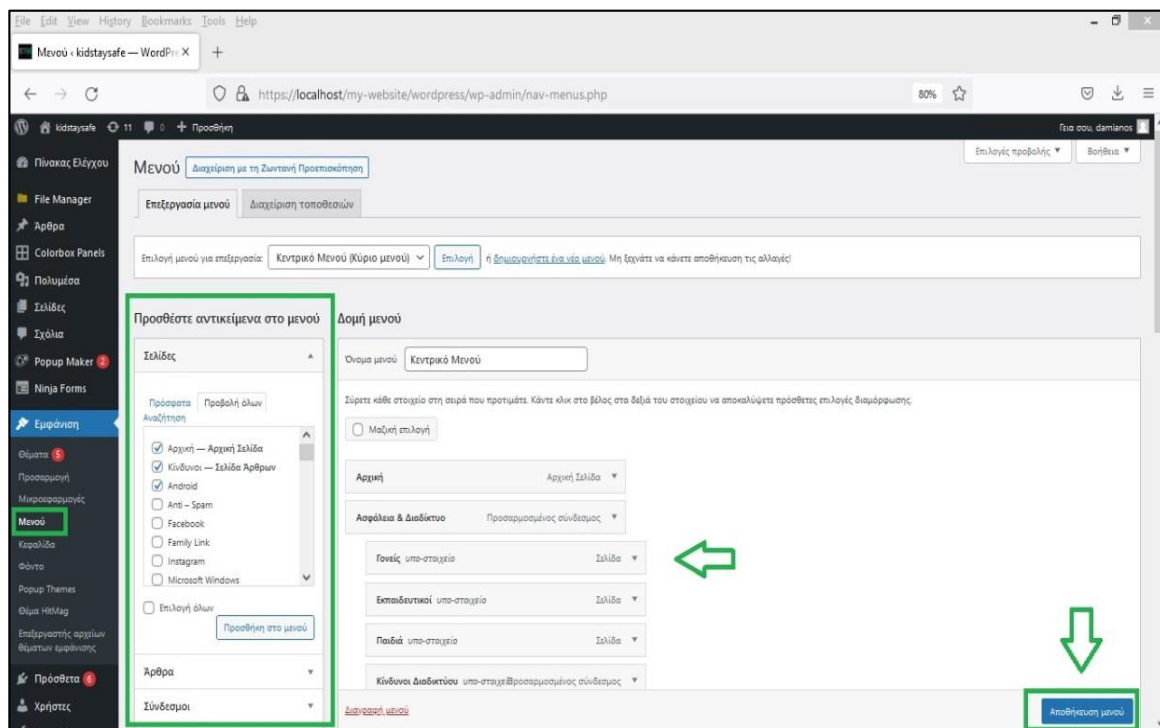 File Edit View History Bookmarks Tools Help
Μενού ‹ kidstaysafe — WordPre
https://localhost/my-website/wordpress/wp-admin/nav-menus.php
80%
kidstaysafe 11 0 + Προσθήκη
Γεια σου, damianos
Πίνακας Ελέγχου
File Manager
Άρθρα
Colorbox Panels
Πολυμέσα
Σελίδες
Σχόλια
Popup Maker 2
Ninja Forms
Εμφάνιση
Θέματα 5
Προσαρμογή
Μικροεφαρμογές
Μενού
Κεφαλίδα
Φόντο
Popup Themes
Θέμα HitMag
Επεξεργαστής αρχείων
θεμάτων εμφάνισης
Πρόσθετα 6
Χρήστες
Επιλογές προβολής
Βοήθεια
Μενού Διαχείριση με τη Ζωντανή Προεπισκόπηση
Επεξεργασία μενού Διαχείριση τοποθεσιών
Επιλογή μενού για επεξεργασία: Κεντρικό Μενού (Κύριο μενού) Επιλογή ή δημιουργήστε ένα νέο μενού. Μη ξεχνάτε να κάνετε αποθήκευση τις αλλαγές!
Προσθέστε αντικείμενα στο μενού
Σελίδες
Πρόσφατα Προβολή όλων
Αναζήτηση
Αρχική — Αρχική Σελίδα
Κίνδυνοι — Σελίδα Άρθρων
Android
Anti – Spam
Facebook
Family Link
Instagram
Microsoft Windows
Επιλογή όλων
Προσθήκη στο μενού
Άρθρα
Σύνδεσμοι
Δομή μενού
Όνομα μενού Κεντρικό Μενού
Σύρετε κάθε στοιχείο στη σειρά που προτιμάτε. Κάντε κλικ στο βέλος στα δεξιά του στοιχείου να αποκαλύψετε πρόσθετες επιλογές διαμόρφωσης.
Μαζική επιλογή
Αρχική Αρχική Σελίδα
Ασφάλεια & Διαδίκτυο Προσαρμοσμένος σύνδεσμος
Γονείς υπο-στοιχείο Σελίδα
Εκπαιδευτικοί υπο-στοιχείο Σελίδα
Παιδιά υπο-στοιχείο Σελίδα
Κίνδυνοι Διαδικτύου υπο-στοιχείο Προσαρμοσμένος σύνδεσμος
Διαγραφή μενού
Αποθήκευση μενού